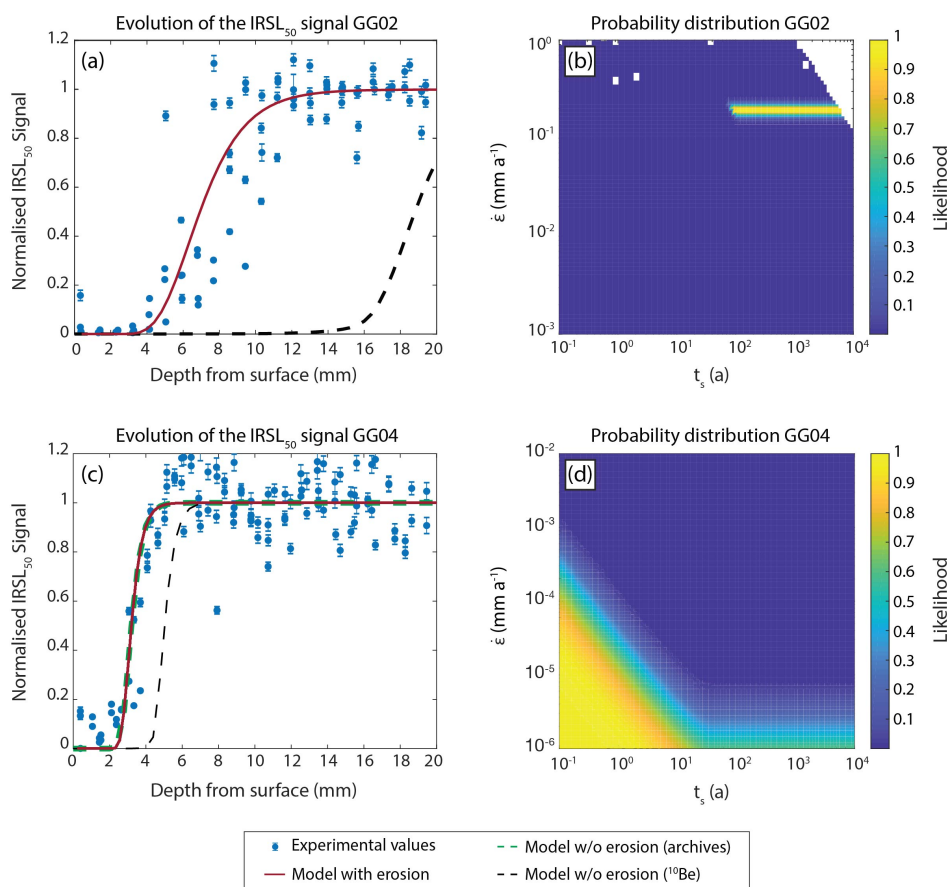 Evolution of the IRSL50 signal GG02
(a)
Normalised IRSL50 Signal
1.2
1
0.8
0.6
0.4
0.2
0
0 2 4 6 8 10 12 14 16 18 20
Depth from surface (mm)
Probability distribution GG02
(b)
ε̇ (mm a-1)
100
10-1
10-2
10-3
10-1 100 102 103 104
ts (a)
1
0.9
0.8
0.7
0.6
0.5
0.4
0.3
0.2
0.1
Likelihood
Evolution of the IRSL50 signal GG04
(c)
Normalised IRSL50 Signal
1.2
1
0.8
0.6
0.4
0.2
0
0 2 4 6 8 10 12 14 16 18 20
Depth from surface (mm)
Probability distribution GG04
(d)
ε̇ (mm a-1)
10-2
10-3
10-4
10-5
10-6
10-1 100 102 103 104
ts (a)
1
0.9
0.8
0.7
0.6
0.5
0.4
0.3
0.2
0.1
Likelihood
Experimental values
Model w/o erosion (archives)
Model with erosion
Model w/o erosion (10Be)